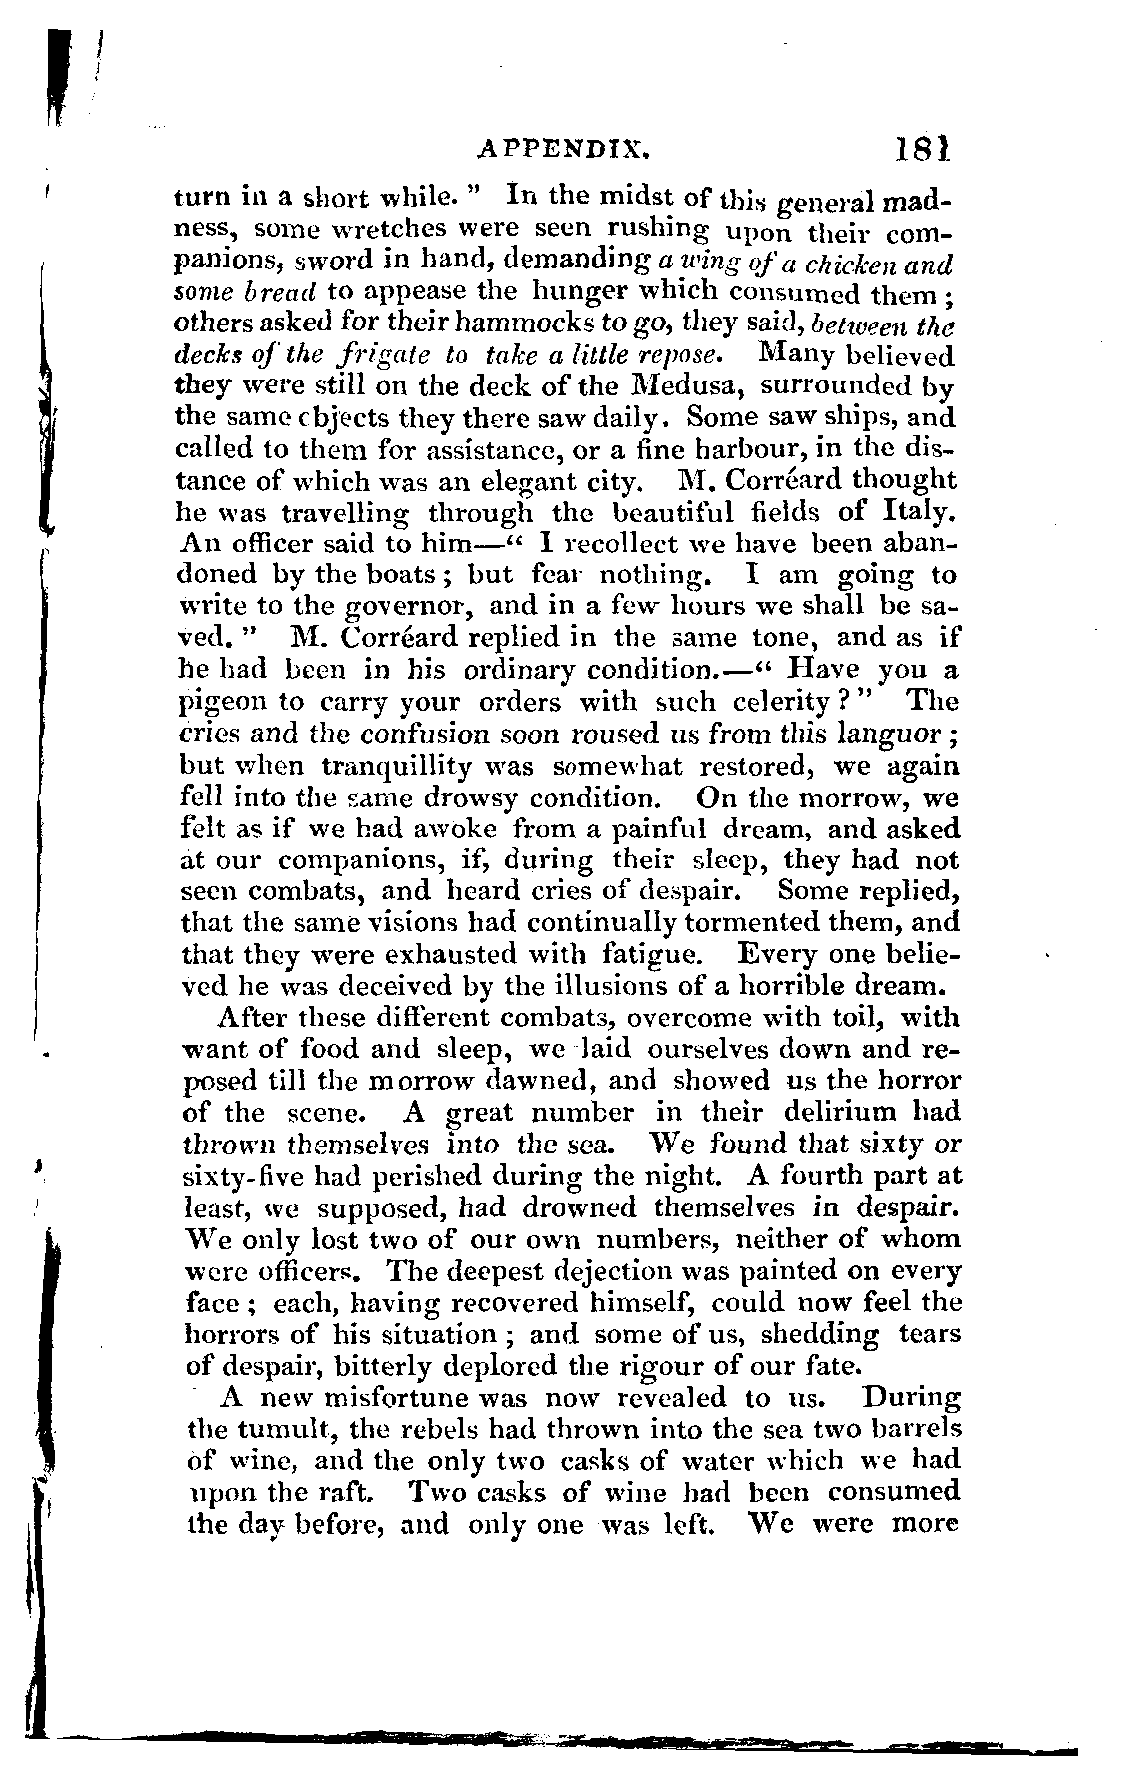 APPENDIX. 181
turn in a short while. " In the midst of this general mad-
ness, some wretches were seen rushing upon their com-
panions, sword in hand, demanding a wing of a chicken and
some bread to appease the hunger which consumed them ;
others asked for their hammocks to go, they said, between the
decks of the frigate to take a little repose. Many believed
they were still on the deck of the Medusa, surrounded by
the same cbjects they there saw daily. Some saw ships, and
called to them for assistance, or a fine harbour, in the dis-
tance of which was an elegant city. M. Corréard thought
he was travelling through the beautiful fields of Italy.
An officer said to him—“ I recollect we have been aban-
doned by the boats ; but fear nothing. I am going to
write to the governor, and in a few hours we shall be sa-
ved. ” M. Corréard replied in the same tone, and as if
he had been in his ordinary condition.—“ Have you a
pigeon to carry your orders with such celerity ? ” The
cries and the confusion soon roused us from this languor ;
but when tranquillity was somewhat restored, we again
fell into the same drowsy condition. On the morrow, we
felt as if we had awoke from a painful dream, and asked
at our companions, if, during their sleep, they had not
seen combats, and heard cries of despair. Some replied,
that the same visions had continually tormented them, and
that they were exhausted with fatigue. Every one belie-
ved he was deceived by the illusions of a horrible dream.
After these different combats, overcome with toil, with
want of food and sleep, we laid ourselves down and re-
posed till the morrow dawned, and showed us the horror
of the scene. A great number in their delirium had
thrown themselves into the sea. We found that sixty or
sixty-five had perished during the night. A fourth part at
least, we supposed, had drowned themselves in despair.
We only lost two of our own numbers, neither of whom
were officers. The deepest dejection was painted on every
face ; each, having recovered himself, could now feel the
horrors of his situation ; and some of us, shedding tears
of despair, bitterly deplored the rigour of our fate.
A new misfortune was now revealed to us. During
the tumult, the rebels had thrown into the sea two barrels
of wine, and the only two casks of water which we had
upon the raft. Two casks of wine had been consumed
the day before, and only one was left. We were more